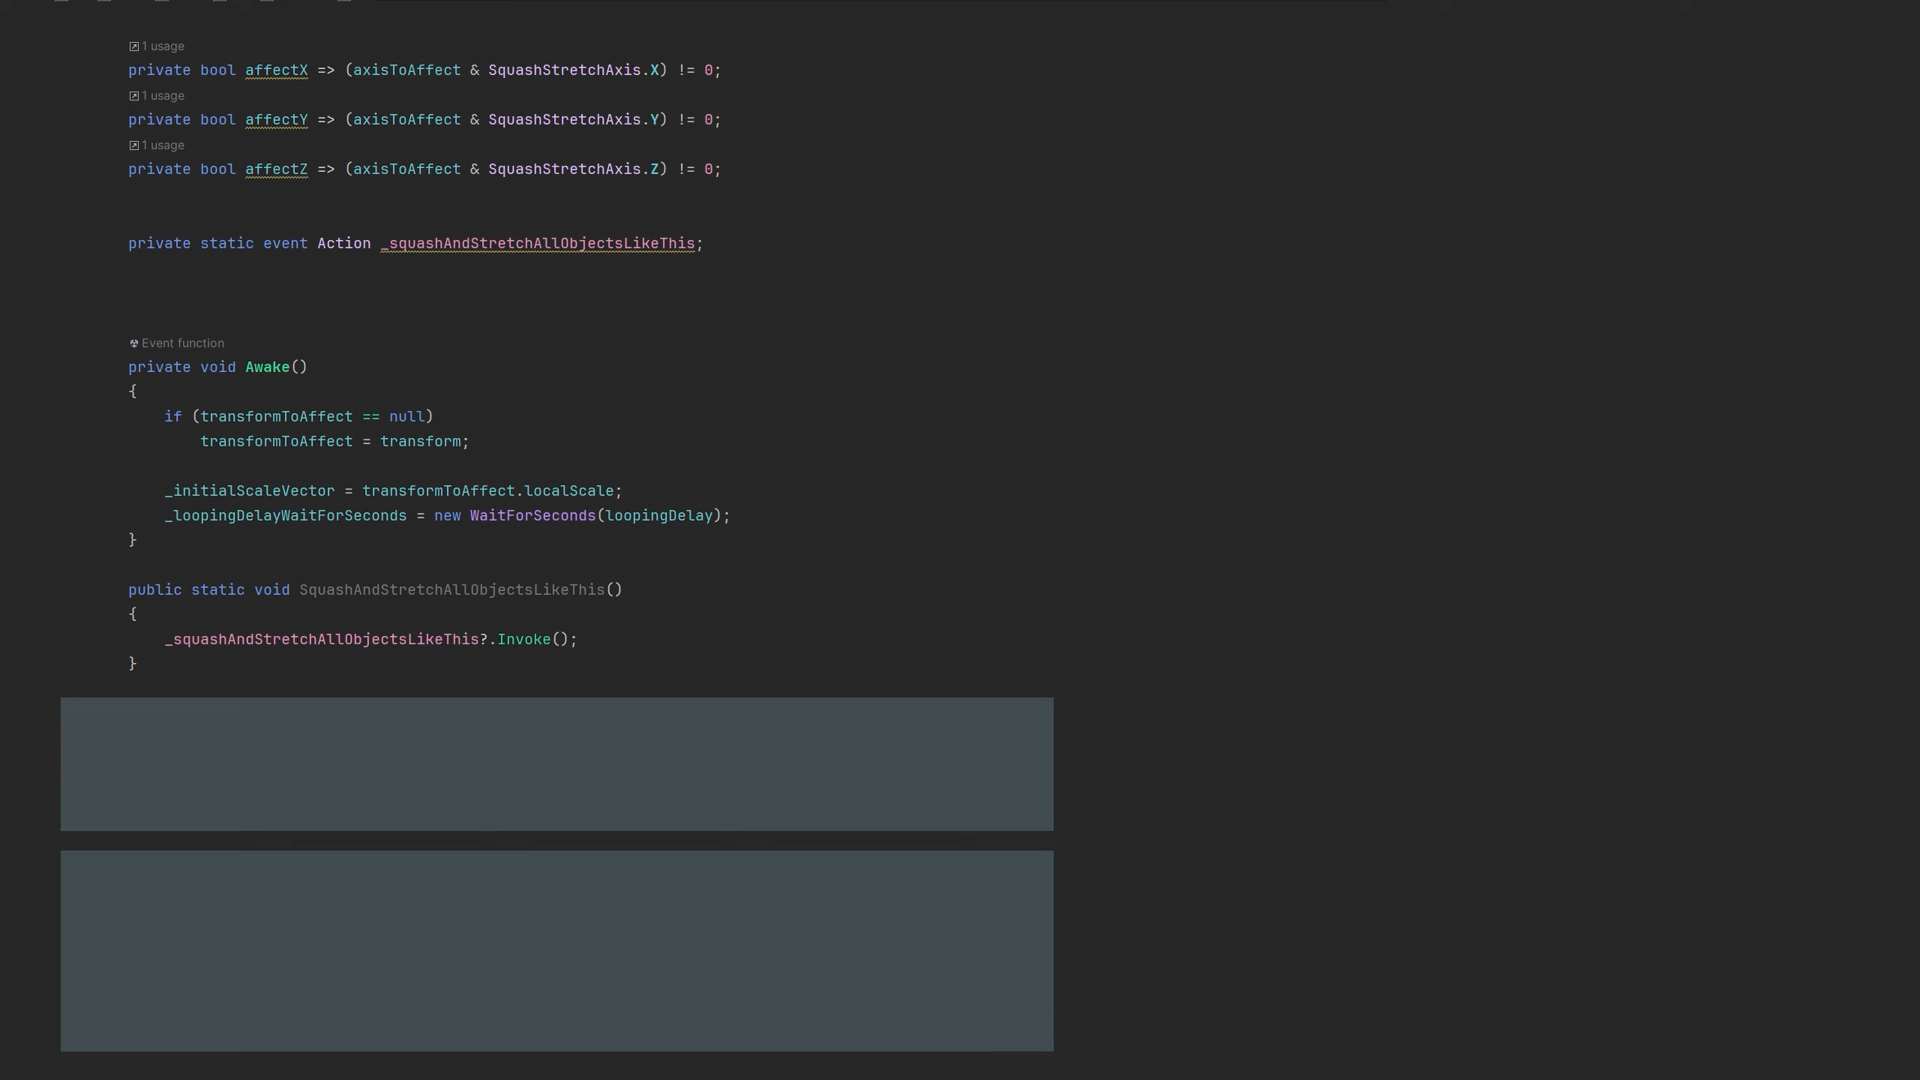 1 usage
private bool affectX => (axisToAffect & SquashStretchAxis.X) != 0;
1 usage
private bool affectY => (axisToAffect & SquashStretchAxis.Y) != 0;
1 usage
private bool affectZ => (axisToAffect & SquashStretchAxis.Z) != 0;
private static event Action _squashAndStretchAllObjectsLikeThis;
Event function
private void Awake()
{
if (transformToAffect == null)
transformToAffect = transform;
_initialScaleVector = transformToAffect.localScale;
_loopingDelayWaitForSeconds = new WaitForSeconds(loopingDelay);
}
public static void SquashAndStretchAllObjectsLikeThis()
{
_squashAndStretchAllObjectsLikeThis?.Invoke();
}